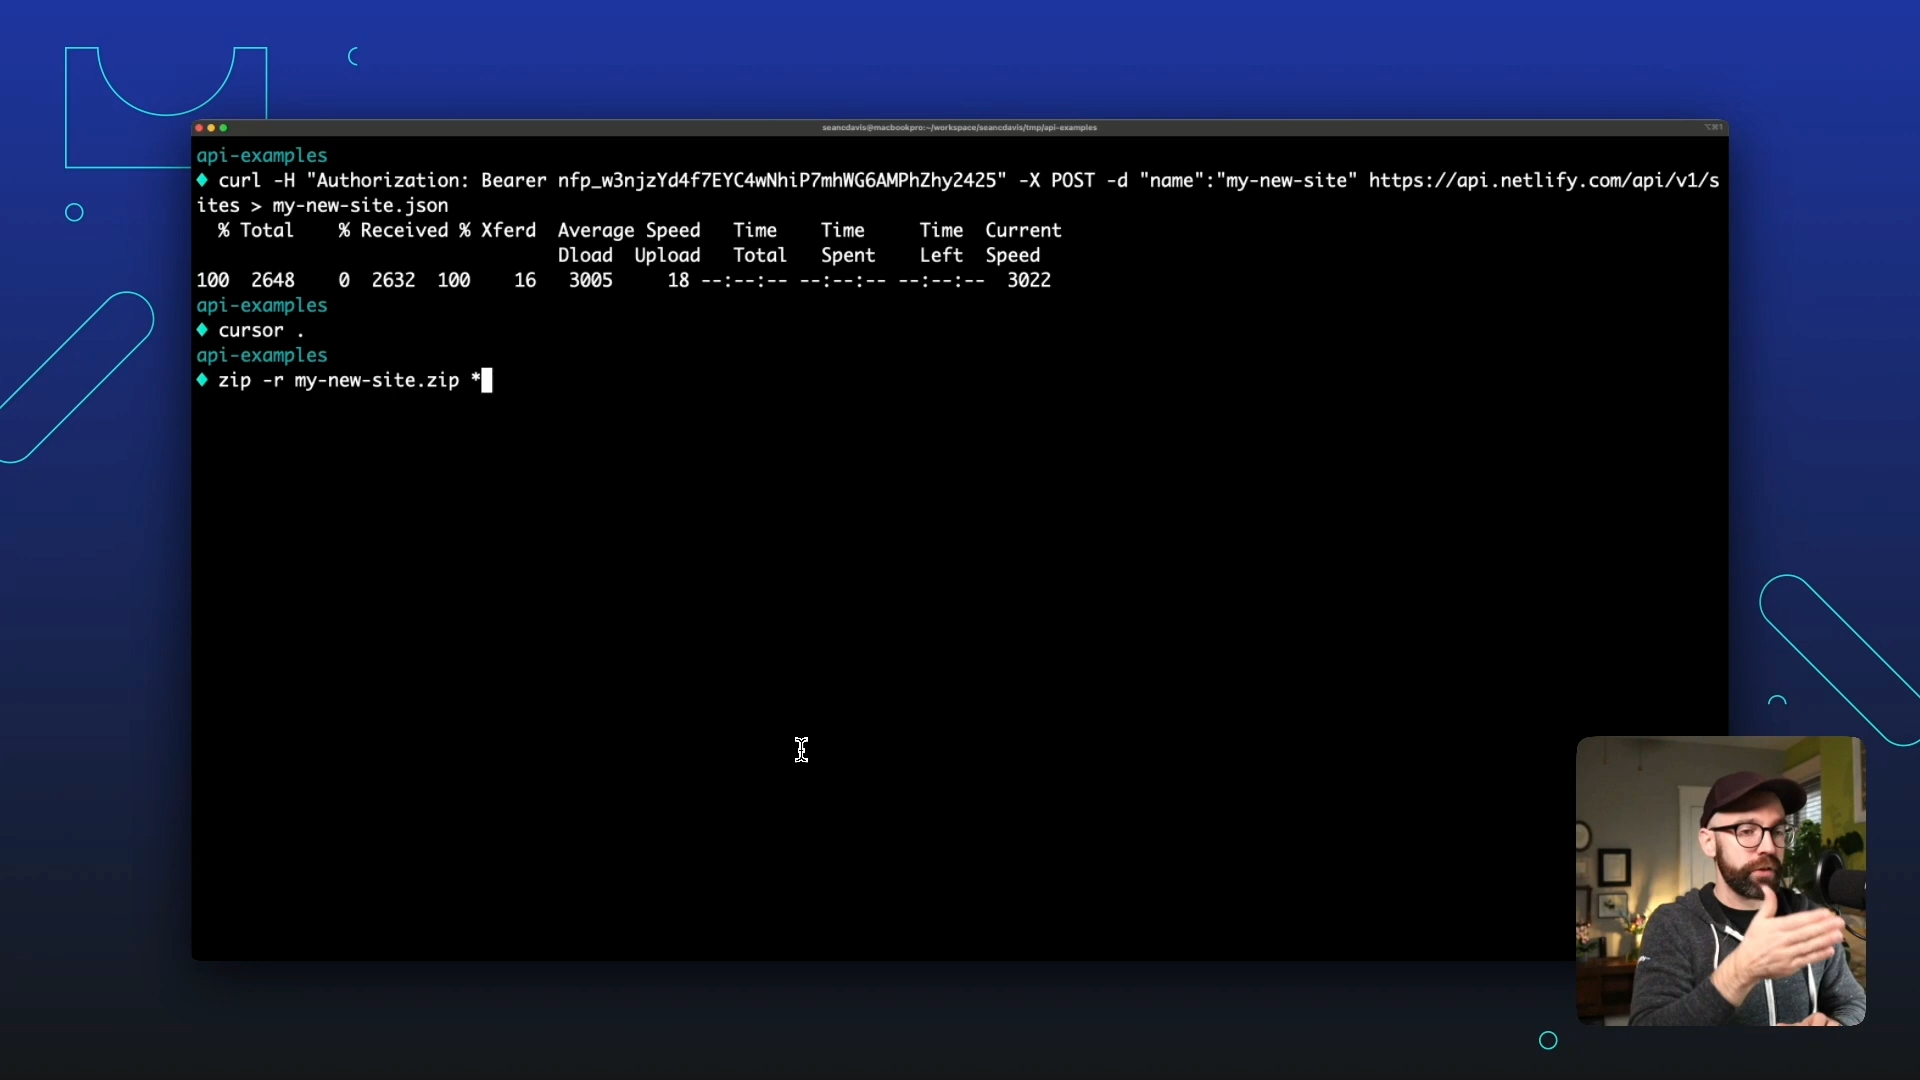 seancdavis@macbookpro:~/workspace/seancdavis/tmp/api-examples
⌥⌘1
api-examples
♦ curl -H "Authorization: Bearer nfp_w3njzYd4f7EYC4wNhiP7mhWG6AMPhZhy2425" -X POST -d "name":"my-new-site" https://api.netlify.com/api/v1/s
ites > my-new-site.json
% Total % Received % Xferd Average Speed Time Time Time Current
Dload Upload Total Spent Left Speed
100 2648 0 2632 100 16 3005 18 --:--:-- --:--:-- --:--:-- 3022
api-examples
♦ cursor .
api-examples
♦ zip -r my-new-site.zip *